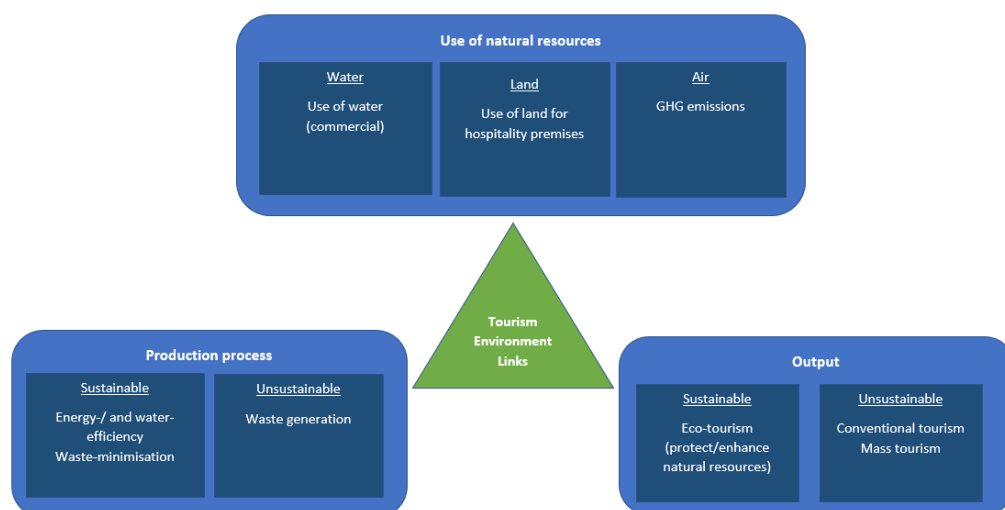 Use of natural resources
Water
Use of water
(commercial)
Land
Use of land for
hospitality premises
Air
GHG emissions
Tourism
Environment
Links
Production process
Sustainable
Energy-/ and water-
efficiency
Waste-minimisation
Unsustainable
Waste generation
Output
Sustainable
Eco-tourism
(protect/enhance
natural resources)
Unsustainable
Conventional tourism
Mass tourism